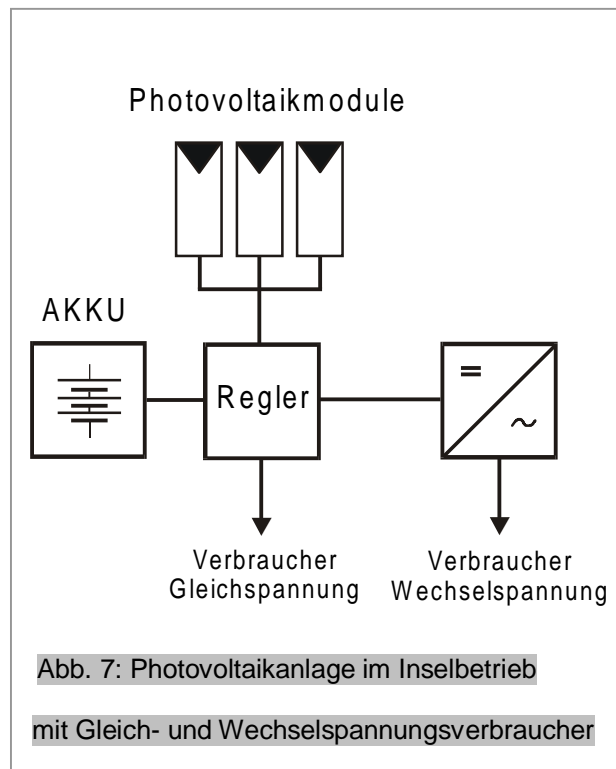 Photovoltaikmodule
AKKU
Regler
=
~
Verbraucher
Gleichspannung
Verbraucher
Wechselspannung
Abb. 7: Photovoltaikanlage im Inselbetrieb
mit Gleich- und Wechselspannungsverbraucher